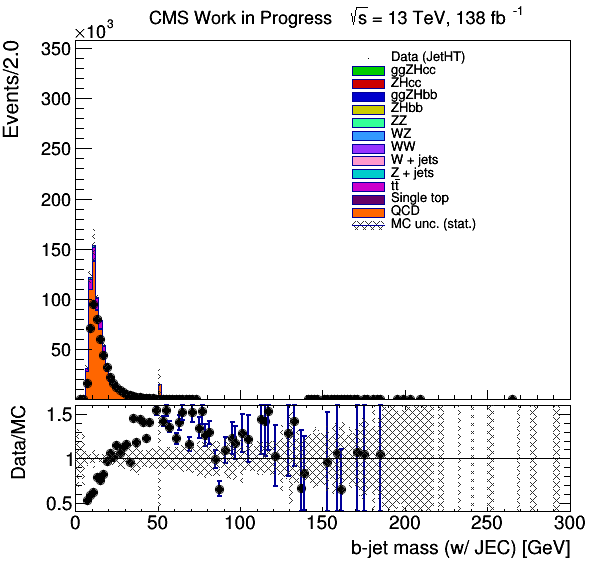 CMS Work in Progress √s = 13 TeV, 138 fb⁻¹
×10³
Events/2.0
350
300
250
200
150
100
50
Data (JetHT)
ggZHcc
ZHcc
ggZHbb
ZHbb
ZZ
WZ
WW
W + jets
Z + jets
tt̄
Single top
QCD
MC unc. (stat.)
Data/MC
1.5
1
0.5
0 50 100 150 200 250 300
b-jet mass (w/ JEC) [GeV]